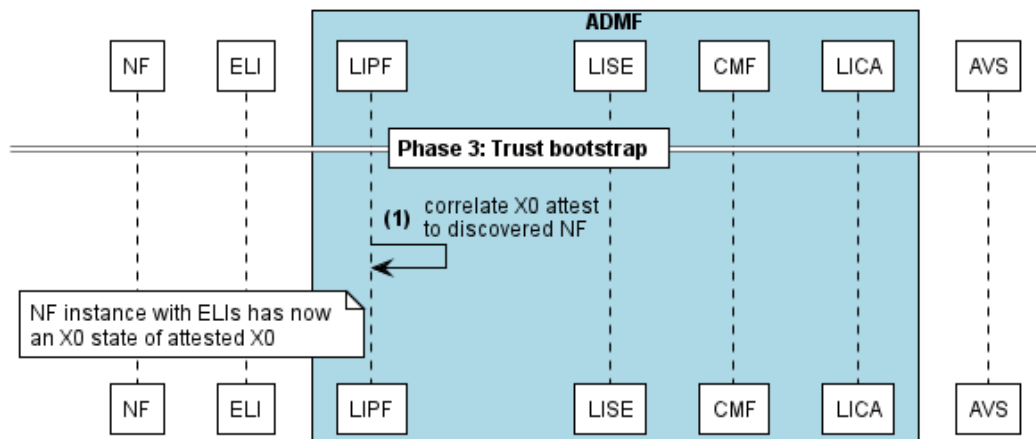 ADMF
NF ELI LIPF LISE CMF LICA AVS
Phase 3: Trust bootstrap
(1) correlate X0 attest
to discovered NF
NF instance with ELIs has now
an X0 state of attested X0
NF ELI LIPF LISE CMF LICA AVS